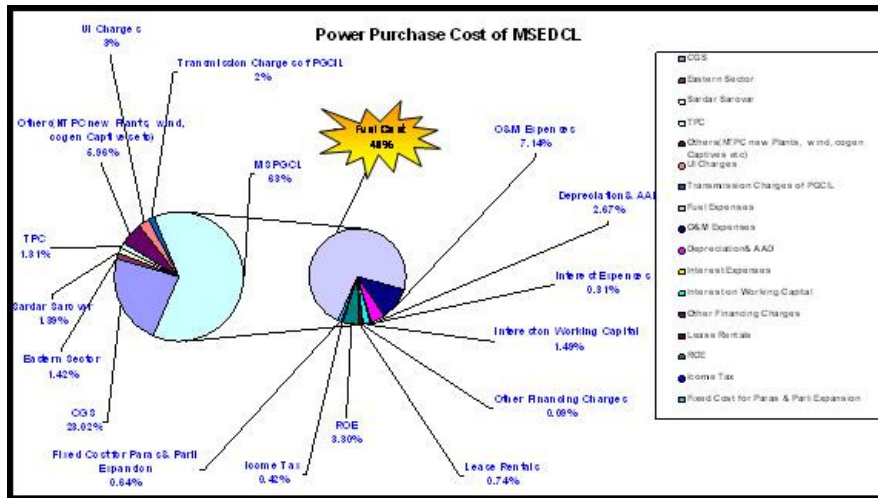 Power Purchase Cost of MSEDCL
UI Charges
3%
Transmission Charges of PGCIL
2%
Others(NTPC new Plants, wind,
cogen Captives etc)
5.96%
MSPGCL
63%
Fuel Cost
48%
O&M Expenses
7.14%
Depreciation& AAD
2.67%
Interest Expenses
0.31%
Interest on Working Capital
1.49%
Other Financing Charges
0.09%
Lease Rentals
0.74%
ROE
3.30%
Icome Tax
0.42%
Fixed Cost for Paras & Parli
Expansion
0.64%
CGS
23.02%
Eastern Sector
1.42%
Sardar Sarovar
1.39%
TPC
1.31%
CGS
Eastern Sector
Sardar Sarovar
TPC
Others(NTPC new Plants, wind, cogen
Captives etc)
UI Charges
Transmission Charges of PGCIL
Fuel Expenses
O&M Expenses
Depreciation& AAD
Interest Expenses
Interest on Working Capital
Other Financing Charges
Lease Rentals
ROE
Icome Tax
Fixed Cost for Paras & Parli Expansion